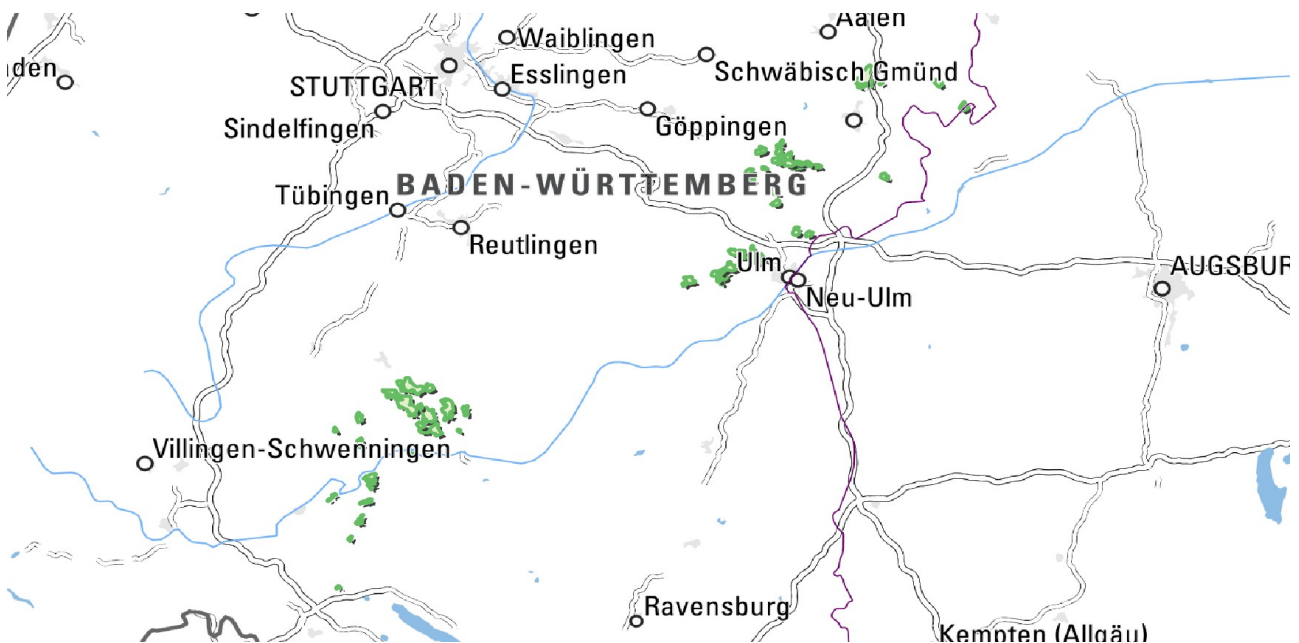 Aalen
Waiblingen
den
Esslingen
Schwäbisch Gmünd
STUTTGART
Sindelfingen
Göppingen
BADEN-WÜRTTEMBERG
Tübingen
Reutlingen
Ulm
AUGSBUR
Neu-Ulm
Villingen-Schwenningen
Ravensburg
Kempten (Allgäu)